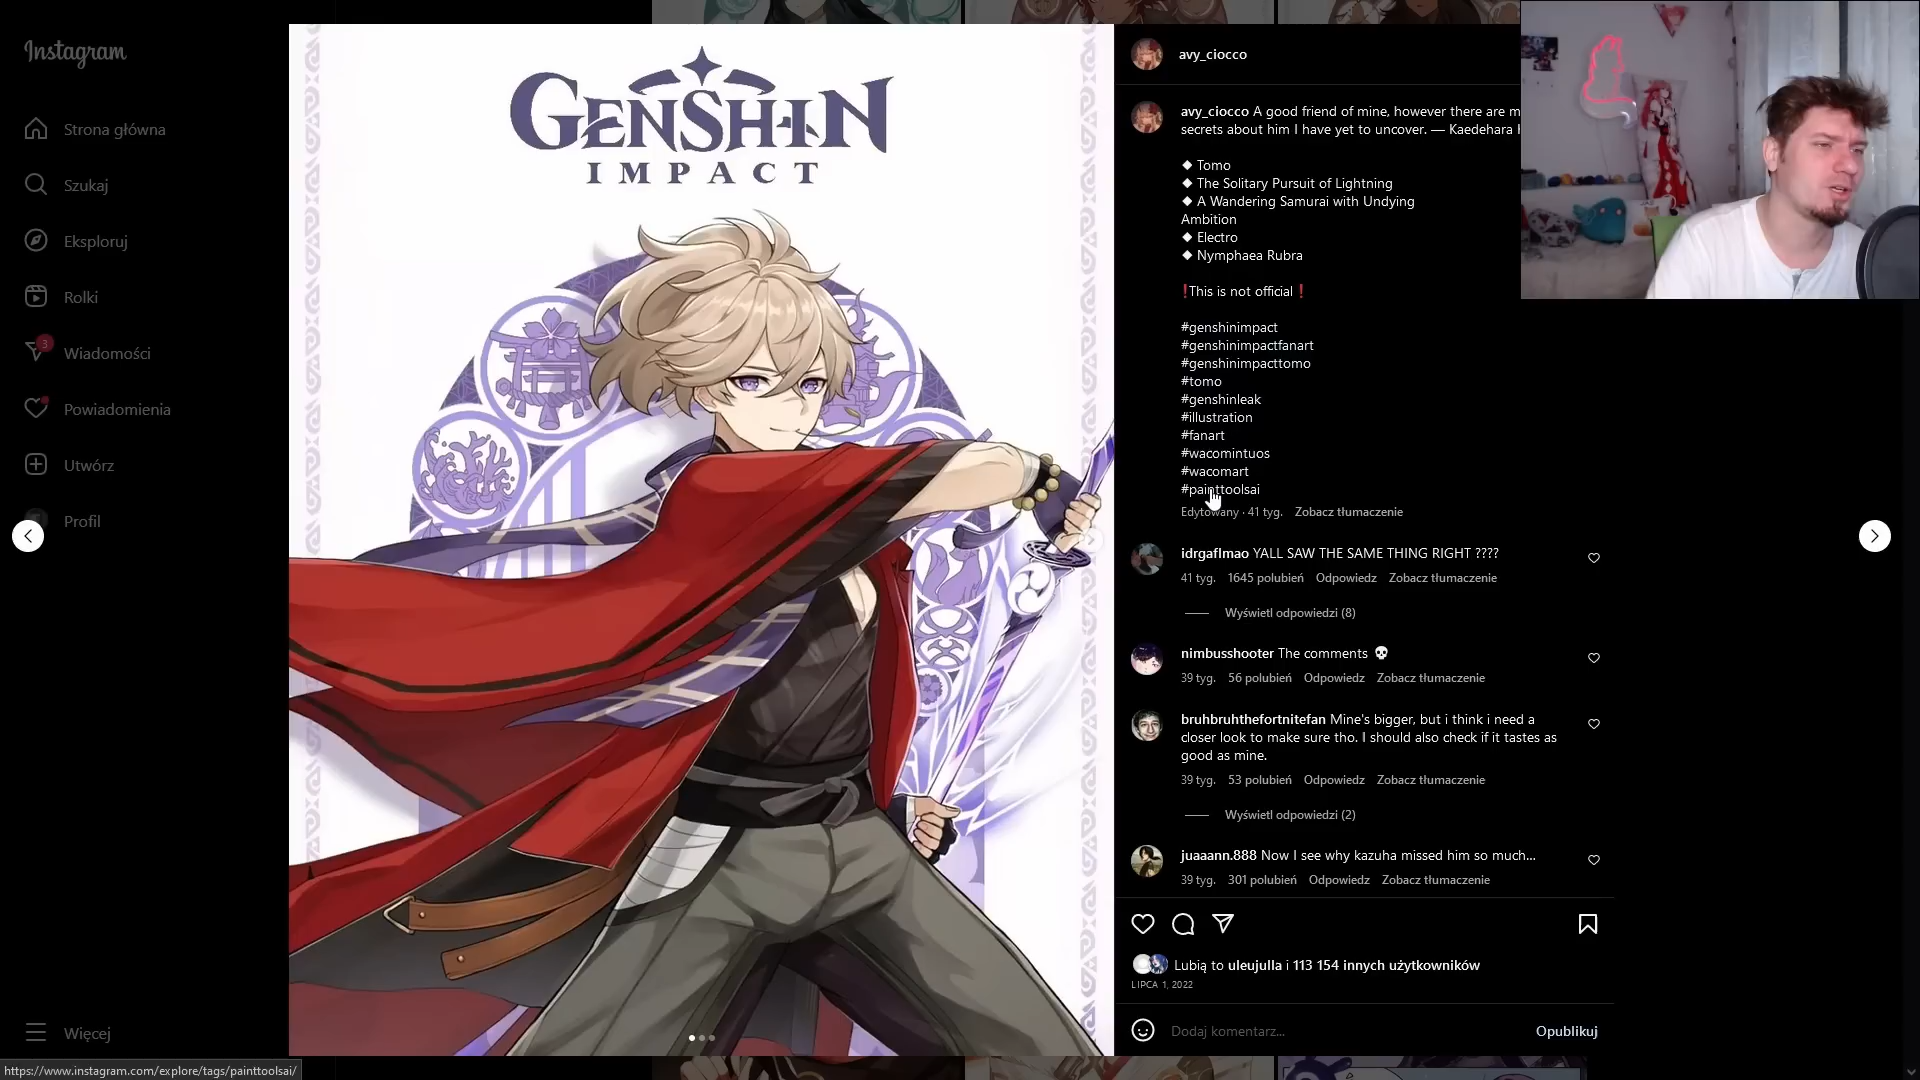 Instagram
Strona główna
Szukaj
Eksploruj
Rolki
3
Wiadomości
Powiadomienia
Utwórz
Profil
Więcej
https://www.instagram.com/explore/tags/painttoolsai/
GENSHIN
IMPACT
avy_ciocco
avy_ciocco A good friend of mine, however there are
secrets about him I have yet to uncover. — Kaedehara
◆ Tomo
◆ The Solitary Pursuit of Lightning
◆ A Wandering Samurai with Undying
Ambition
◆ Electro
◆ Nymphaea Rubra
❗This is not official❗
#genshinimpact
#genshinimpactfanart
#genshinimpacttomo
#tomo
#genshinleak
#illustration
#fanart
#wacomintuos
#wacomart
#painttoolsai
Edytowany · 41 tyg. Zobacz tłumaczenie
idrgaflmao YALL SAW THE SAME THING RIGHT ????
41 tyg. 1645 polubień Odpowiedz Zobacz tłumaczenie
Wyświetl odpowiedzi (8)
nimbusshooter The comments 💀
39 tyg. 56 polubień Odpowiedz Zobacz tłumaczenie
bruhbruhthefortnitefan Mine's bigger, but i think i need a
closer look to make sure tho. I should also check if it tastes as
good as mine.
39 tyg. 53 polubień Odpowiedz Zobacz tłumaczenie
Wyświetl odpowiedzi (2)
juaaann.888 Now I see why kazuha missed him so much...
39 tyg. 301 polubień Odpowiedz Zobacz tłumaczenie
Lubią to uleujulla i 113 154 innych użytkowników
LIPCA 1, 2022
Dodaj komentarz...
Opublikuj